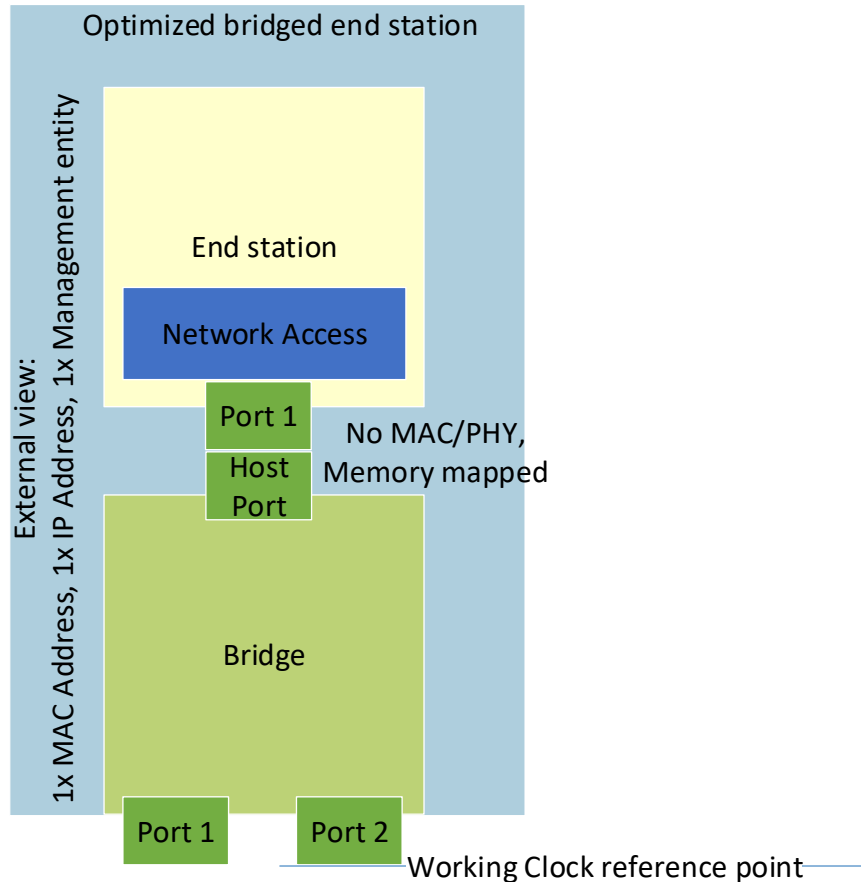 Optimized bridged end station
External view:
1x MAC Address, 1x IP Address, 1x Management entity
End station
Network Access
Port 1
No MAC/PHY,
Memory mapped
Host
Port
Bridge
Port 1
Port 2
Working Clock reference point